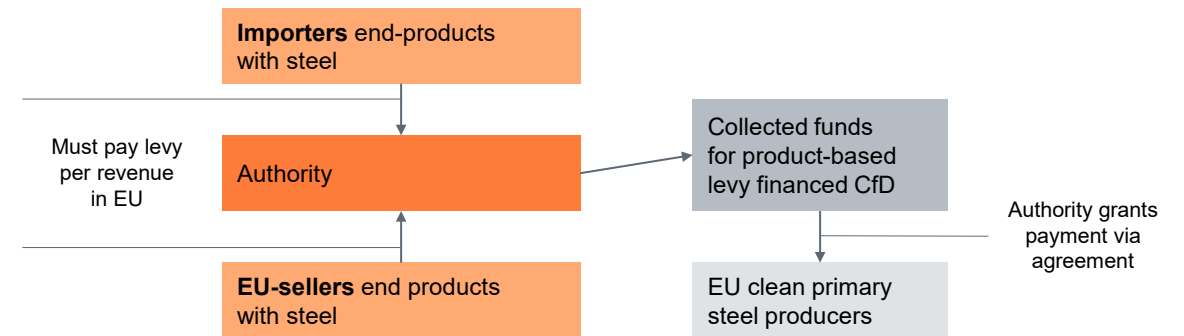 Importers end-products
with steel
Must pay levy
per revenue
in EU
Authority
Collected funds
for product-based
levy financed CfD
Authority grants
payment via
agreement
EU-sellers end products
with steel
EU clean primary
steel producers